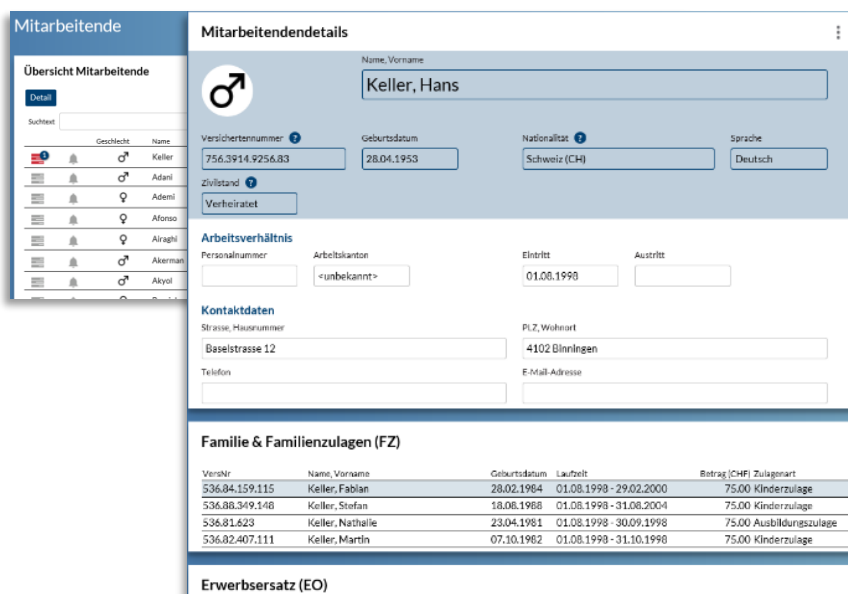 Mitarbeitende
Übersicht Mitarbeitende
Detail
Suchtext
Geschlecht Name
1
Keller
Adani
Ademi
Afonso
Airaghi
Akerman
Akyol
Mitarbeitendendetails
Name, Vorname
Keller, Hans
Versichertennummer ? Geburtsdatum Nationalität ? Sprache
756.3914.9256.83 28.04.1953 Schweiz (CH) Deutsch
Zivilstand ?
Verheiratet
Arbeitsverhältnis
Personalnummer Arbeitskanton Eintritt Austritt
<unbekannt> 01.08.1998
Kontaktdaten
Strasse, Hausnummer PLZ, Wohnort
Baselstrasse 12 4102 Binningen
Telefon E-Mail-Adresse
Familie & Familienzulagen (FZ)
VersNr Name, Vorname Geburtsdatum Laufzeit Betrag (CHF) Zulagenart
536.84.159.115 Keller, Fabian 28.02.1984 01.08.1998 - 29.02.2000 75.00 Kinderzulage
536.88.349.148 Keller, Stefan 18.08.1988 01.08.1998 - 31.08.2004 75.00 Kinderzulage
536.81.623 Keller, Nathalie 23.04.1981 01.08.1998 - 30.09.1998 75.00 Ausbildungszulage
536.82.407.111 Keller, Martin 07.10.1982 01.08.1998 - 31.10.1998 75.00 Kinderzulage
Erwerbsersatz (EO)